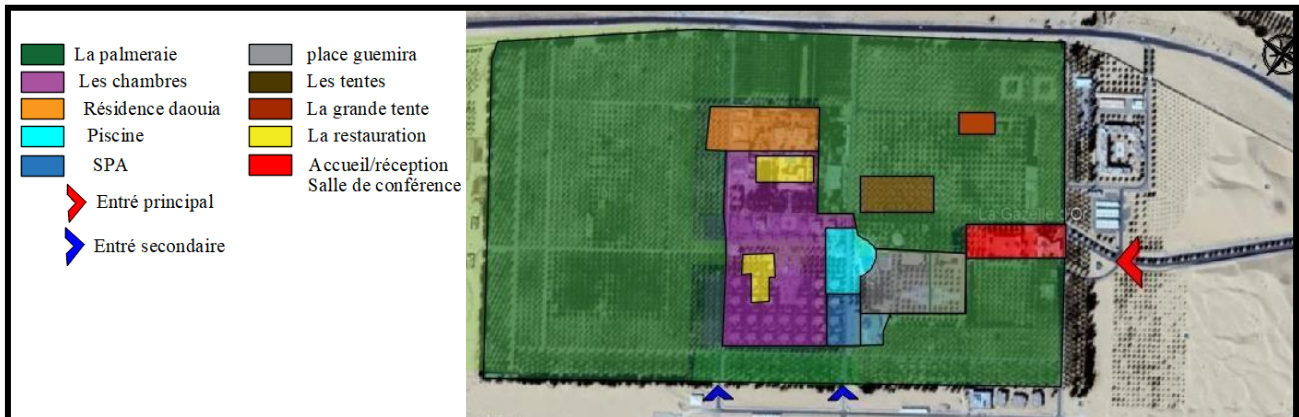 La palmeraie
Les chambres
Résidence daouia
Piscine
SPA
Entré principal
Entré secondaire
place guemira
Les tentes
La grande tente
La restauration
Accueil/réception
Salle de conférence